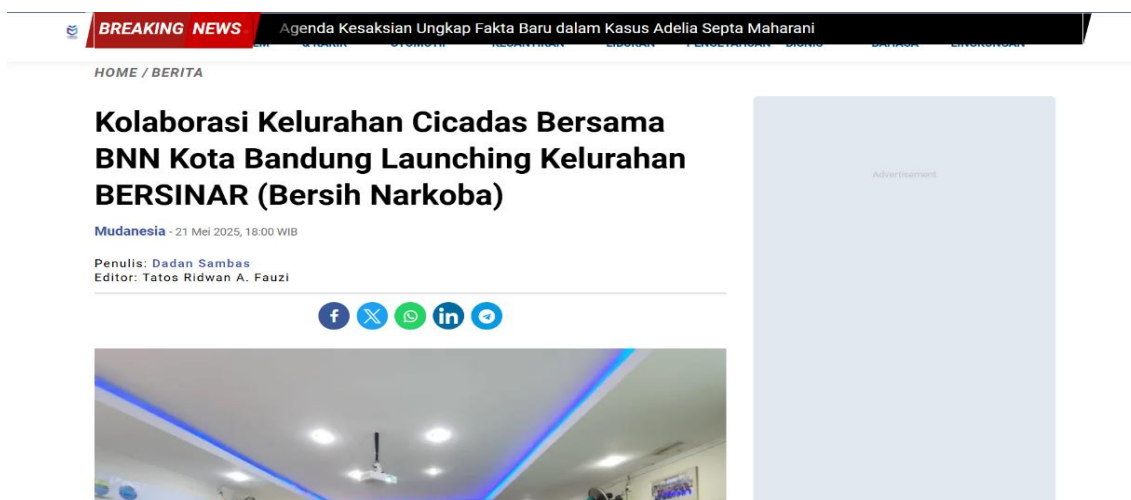 BREAKING NEWS
Agenda Kesaksian Ungkap Fakta Baru dalam Kasus Adelia Septa Maharani
HOME / BERITA
Kolaborasi Kelurahan Cicadas Bersama
BNN Kota Bandung Launching Kelurahan
BERSINAR (Bersih Narkoba)
Mudanesia - 21 Mei 2025, 18:00 WIB
Penulis: Dadan Sambas
Editor: Tatos Ridwan A. Fauzi
Advertisement